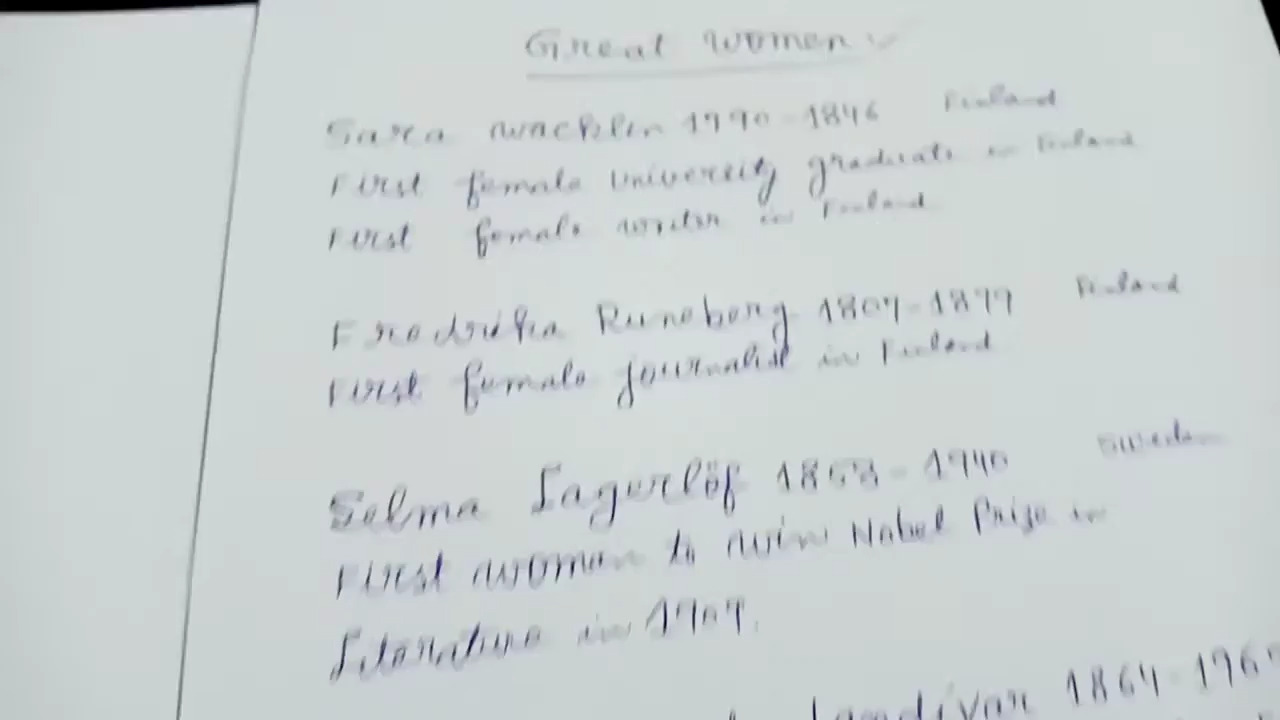 Great women
Sara wacklin 1790-1846 Finland
First female University graduate in Finland
First female writer in Finland
Fredrika Runeberg 1807-1879 Finland
First female journalist in Finland
Selma Lagerlöf 1858-1940 Sweden
First woman to win Nobel Prize in
Literature in 1909.
1864-196